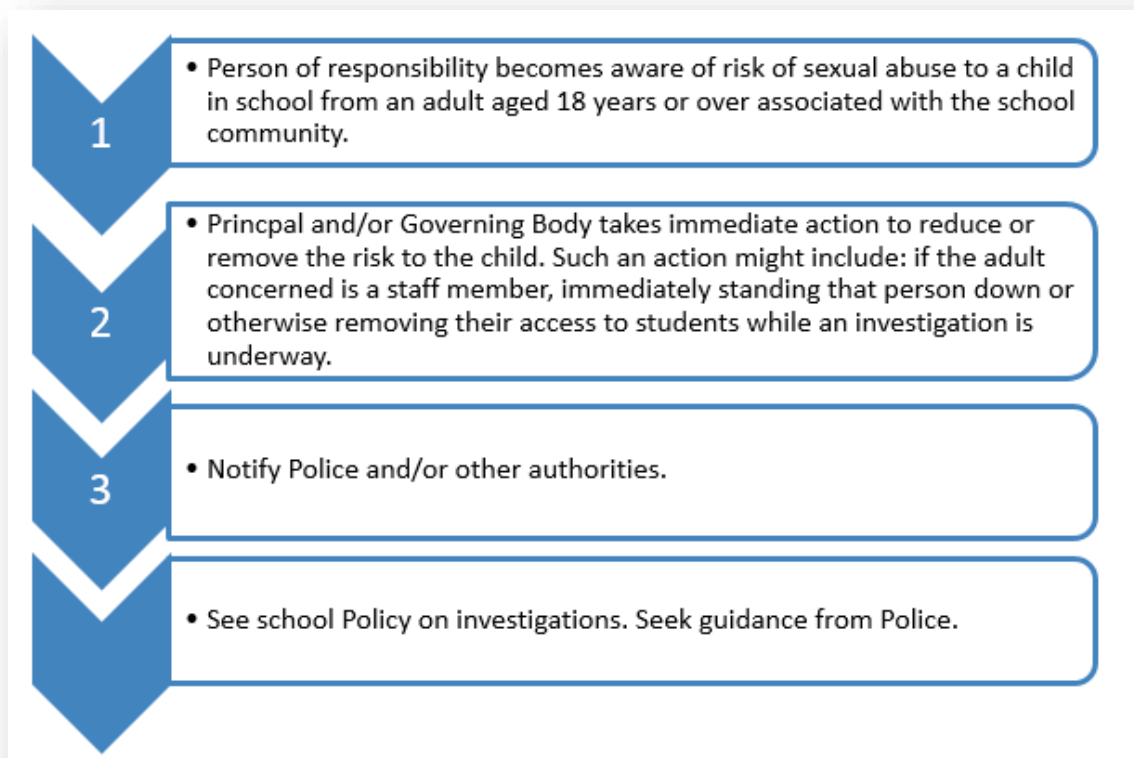 1
• Person of responsibility becomes aware of risk of sexual abuse to a child
in school from an adult aged 18 years or over associated with the school
community.
2
• Princpal and/or Governing Body takes immediate action to reduce or
remove the risk to the child. Such an action might include: if the adult
concerned is a staff member, immediately standing that person down or
otherwise removing their access to students while an investigation is
underway.
3
• Notify Police and/or other authorities.
• See school Policy on investigations. Seek guidance from Police.